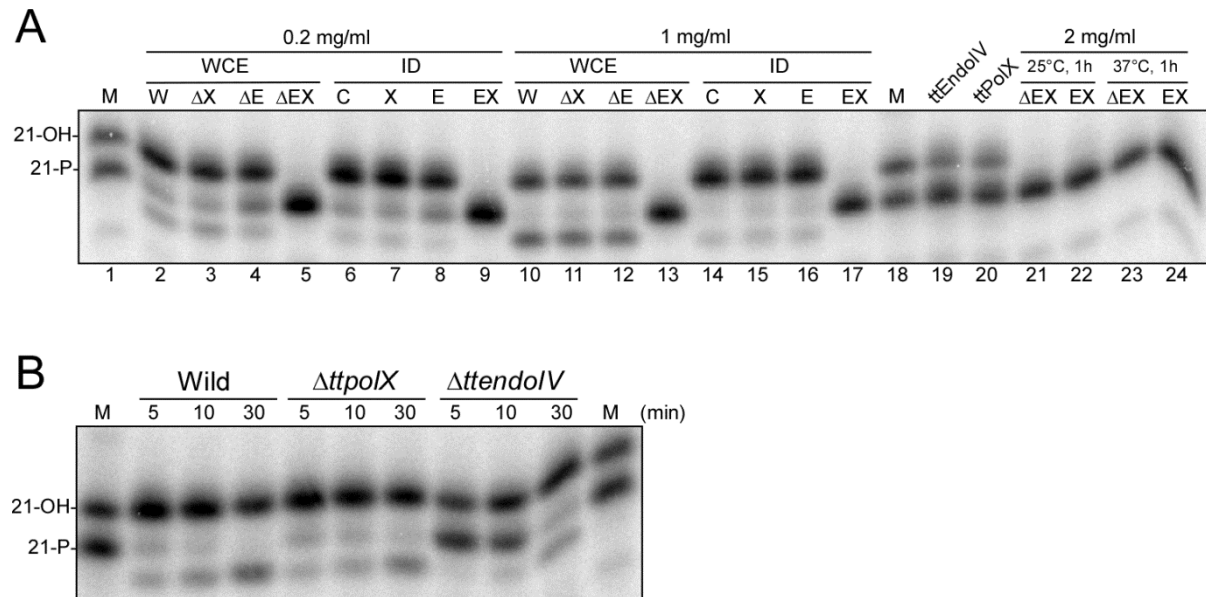 A
0.2 mg/ml 1 mg/ml 2 mg/ml
WCE ID WCE ID ttEndoIV ttPolX 25°C, 1h 37°C, 1h
M W ΔX ΔE ΔEX C X E EX W ΔX ΔE ΔEX C X E EX M ΔEX EX ΔEX EX
21-OH
21-P
1 2 3 4 5 6 7 8 9 10 11 12 13 14 15 16 17 18 19 20 21 22 23 24
B
Wild ΔttpolX ΔttendoIV
M 5 10 30 5 10 30 5 10 30 M (min)
21-OH
21-P